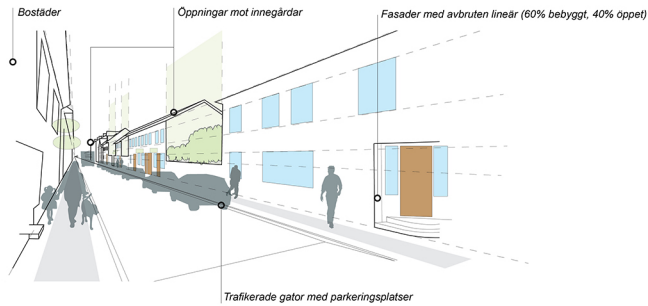 Bostäder
Öppningar mot innegårdar
Fasader med avbruten lineär (60% bebyggt, 40% öppet)
Trafikerade gator med parkeringsplatser